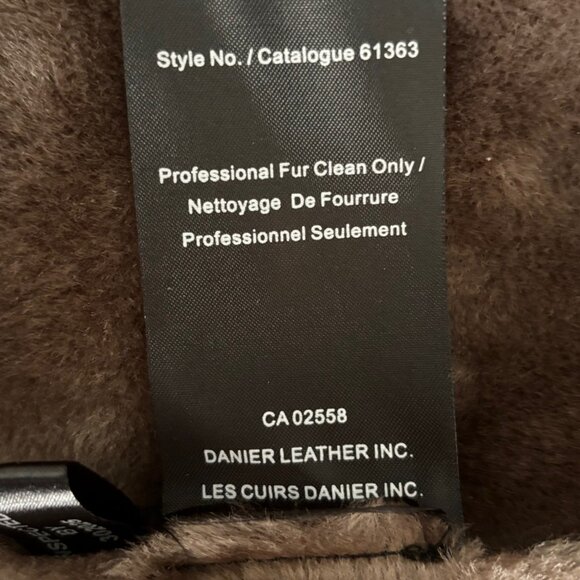 Style No. / Catalogue 61363
Professional Fur Clean Only /
Nettoyage De Fourrure
Professionnel Seulement
CA 02558
DANIER LEATHER INC.
LES CUIRS DANIER INC.
BY